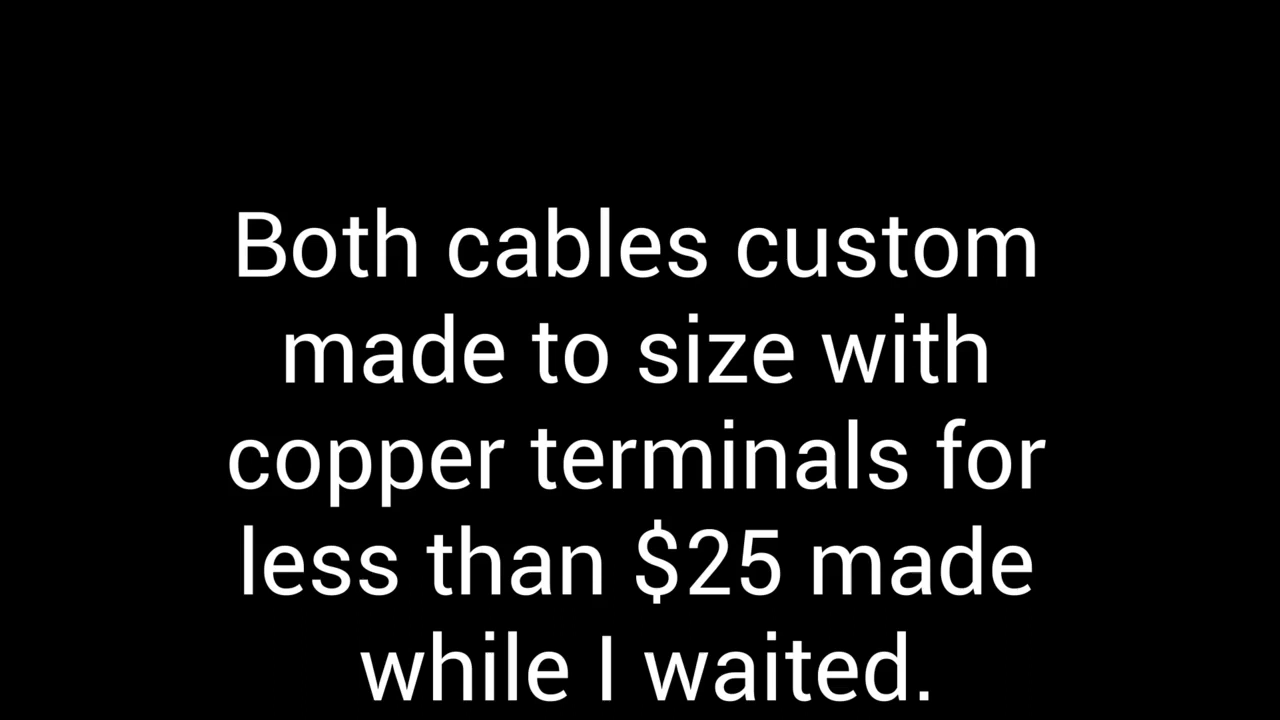 Both cables custom
made to size with
copper terminals for
less than $25 made
while I waited.